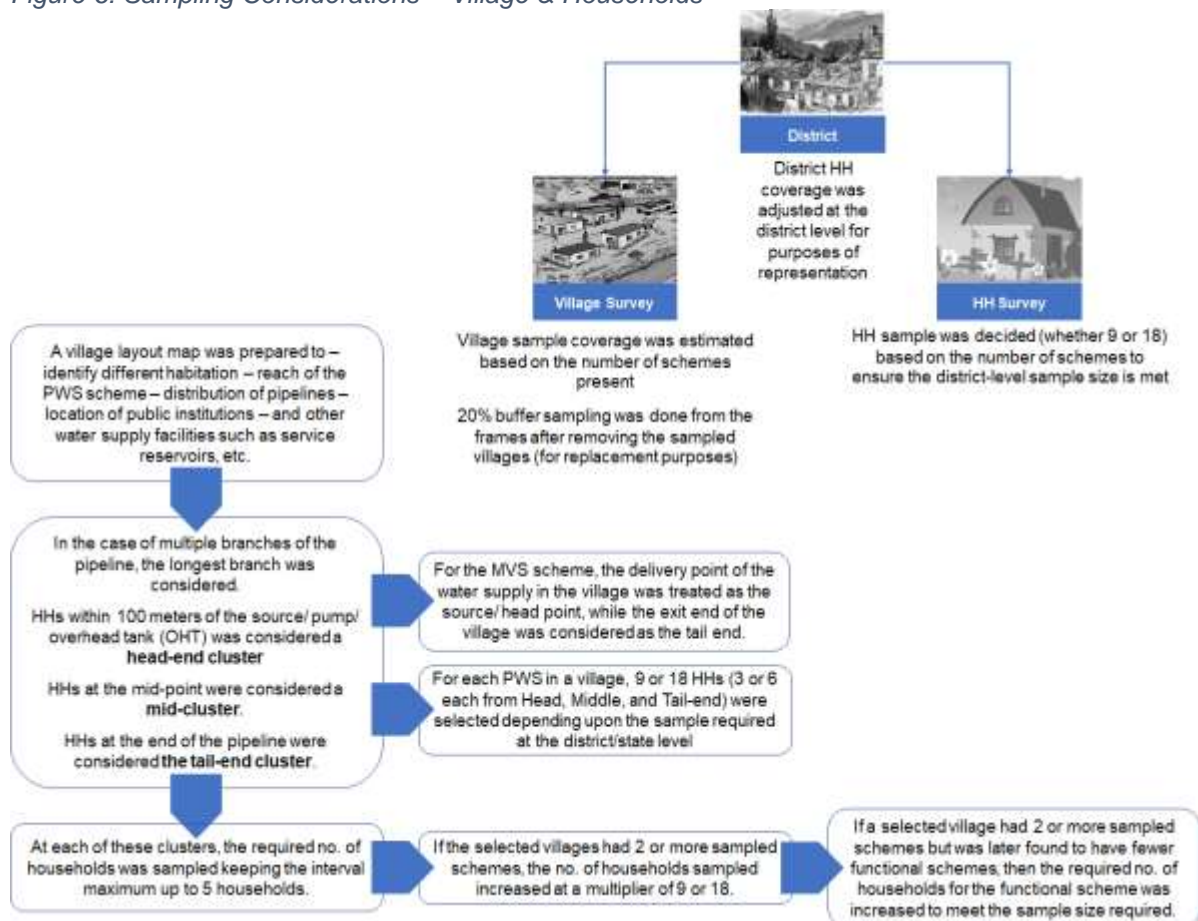 Figure 6: Sampling Considerations – Village & Households
District
District HH
coverage was
adjusted at the
district level for
purposes of
representation
Village Survey
Village sample coverage was estimated
based on the number of schemes
present
20% buffer sampling was done from the
frames after removing the sampled
villages (for replacement purposes)
HH Survey
HH sample was decided (whether 9 or 18)
based on the number of schemes to
ensure the district-level sample size is met
A village layout map was prepared to –
identify different habitation – reach of the
PWS scheme – distribution of pipelines –
location of public institutions – and other
water supply facilities such as service
reservoirs, etc.
In the case of multiple branches of the
pipeline, the longest branch was
considered.
HHs within 100 meters of the source/ pump/
overhead tank (OHT) was considered a
head-end cluster
HHs at the mid-point were considered a
mid-cluster.
HHs at the end of the pipeline were
considered the tail-end cluster.
For the MVS scheme, the delivery point of the
water supply in the village was treated as the
source/ head point, while the exit end of the
village was considered as the tail end.
For each PWS in a village, 9 or 18 HHs (3 or 6
each from Head, Middle, and Tail-end) were
selected depending upon the sample required
at the district/state level
At each of these clusters, the required no. of
households was sampled keeping the interval
maximum up to 5 households.
If the selected villages had 2 or more sampled
schemes, the no. of households sampled
increased at a multiplier of 9 or 18.
If a selected village had 2 or more sampled
schemes but was later found to have fewer
functional schemes, then the required no. of
households for the functional scheme was
increased to meet the sample size required.